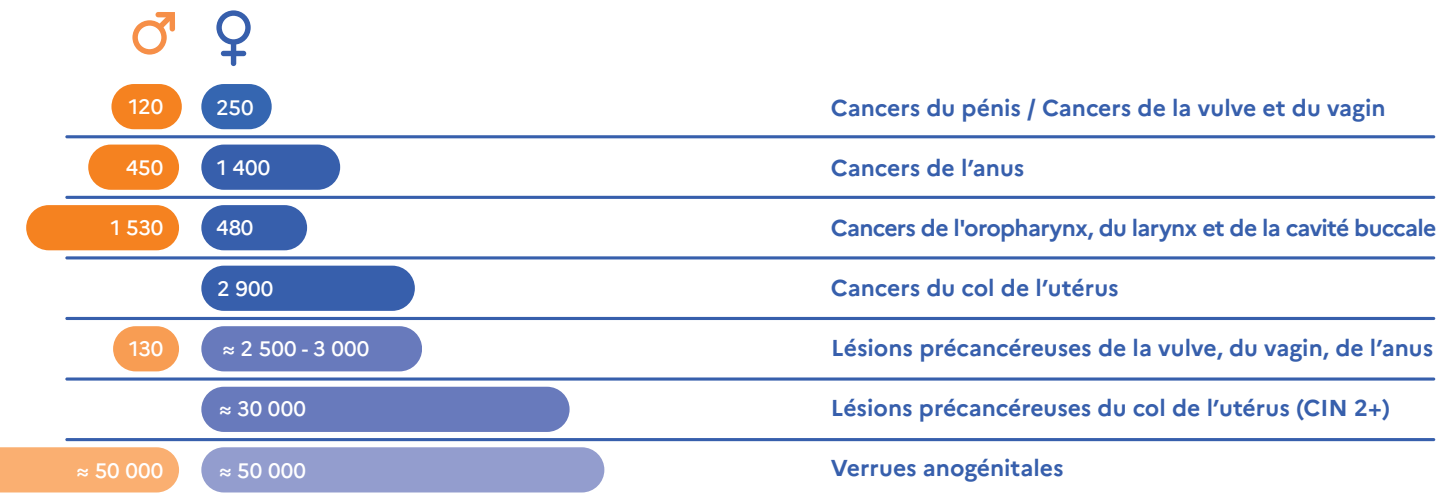 120 250 Cancers du pénis / Cancers de la vulve et du vagin
450 1 400 Cancers de l’anus
1 530 480 Cancers de l'oropharynx, du larynx et de la cavité buccale
2 900 Cancers du col de l’utérus
130 ≈ 2 500 - 3 000 Lésions précancéreuses de la vulve, du vagin, de l’anus
≈ 30 000 Lésions précancéreuses du col de l’utérus (CIN 2+)
≈ 50 000 ≈ 50 000 Verrues anogénitales